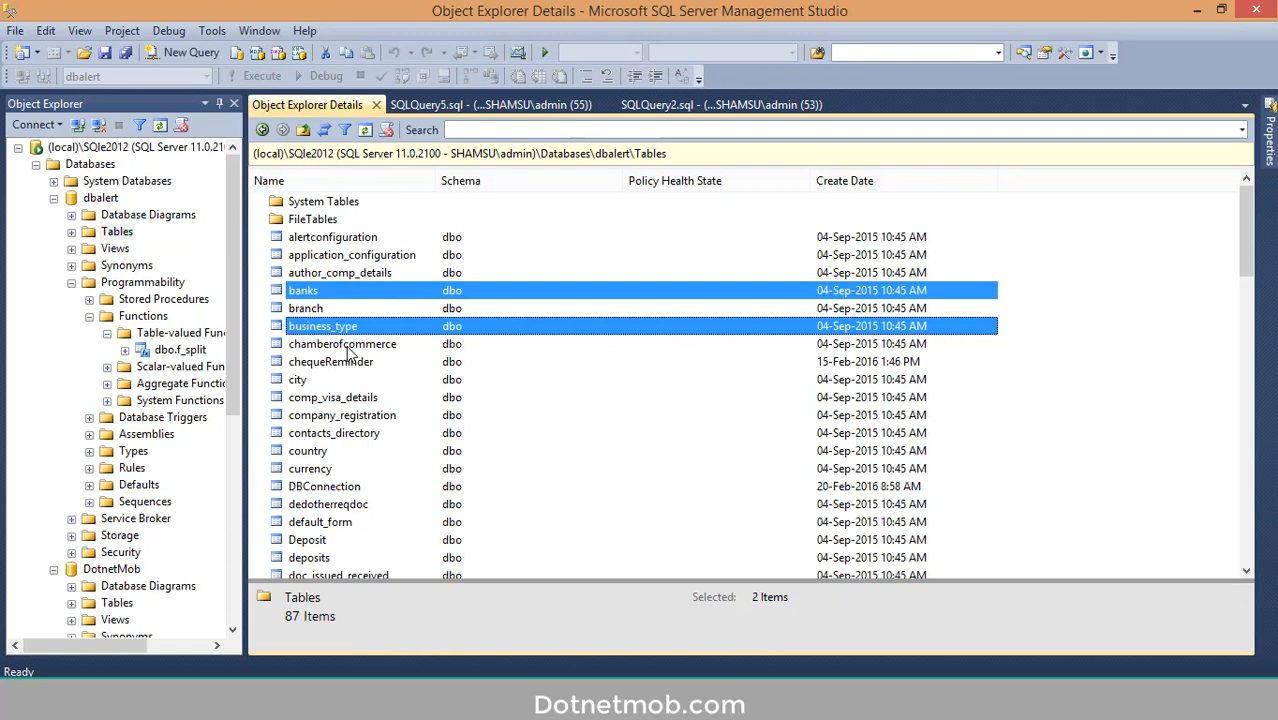 Object Explorer Details - Microsoft SQL Server Management Studio
File Edit View Project Debug Tools Window Help
New Query
dbalert Execute Debug
Object Explorer
Object Explorer Details SQLQuery5.sql - (...SHAMSU\admin (55)) SQLQuery2.sql - (...SHAMSU\admin (53))
Connect
Search
(local)\SQle2012 (SQL Server 11.0.210
Databases
System Databases
dbalert
Database Diagrams
Tables
Views
Synonyms
Programmability
Stored Procedures
Functions
Table-valued Fun
dbo.f_split
Scalar-valued Fun
Aggregate Functio
System Functions
Database Triggers
Assemblies
Types
Rules
Defaults
Sequences
Service Broker
Storage
Security
DotnetMob
Database Diagrams
Tables
Views
Synonyms
(local)\SQle2012 (SQL Server 11.0.2100 - SHAMSU\admin)\Databases\dbalert\Tables
Name Schema Policy Health State Create Date
System Tables
FileTables
alertconfiguration dbo 04-Sep-2015 10:45 AM
application_configuration dbo 04-Sep-2015 10:45 AM
author_comp_details dbo 04-Sep-2015 10:45 AM
banks dbo 04-Sep-2015 10:45 AM
branch dbo 04-Sep-2015 10:45 AM
business_type dbo 04-Sep-2015 10:45 AM
chamberofcommerce dbo 04-Sep-2015 10:45 AM
chequeReminder dbo 15-Feb-2016 1:46 PM
city dbo 04-Sep-2015 10:45 AM
comp_visa_details dbo 04-Sep-2015 10:45 AM
company_registration dbo 04-Sep-2015 10:45 AM
contacts_directory dbo 04-Sep-2015 10:45 AM
country dbo 04-Sep-2015 10:45 AM
currency dbo 04-Sep-2015 10:45 AM
DBConnection dbo 20-Feb-2016 8:58 AM
dedotherreqdoc dbo 04-Sep-2015 10:45 AM
default_form dbo 04-Sep-2015 10:45 AM
Deposit dbo 04-Sep-2015 10:45 AM
deposits dbo 04-Sep-2015 10:45 AM
doc_issued_received dbo 04-Sep-2015 10:45 AM
Tables Selected: 2 Items
87 Items
Properties
Ready
Dotnetmob.com